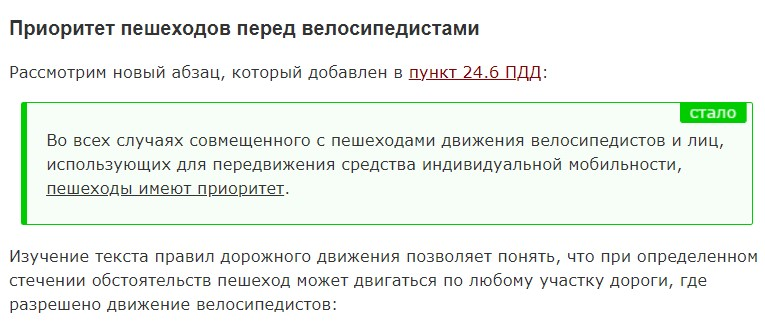 Приоритет пешеходов перед велосипедистами
Рассмотрим новый абзац, который добавлен в пункт 24.6 ПДД:
стало
Во всех случаях совмещенного с пешеходами движения велосипедистов и лиц,
использующих для передвижения средства индивидуальной мобильности,
пешеходы имеют приоритет.
Изучение текста правил дорожного движения позволяет понять, что при определенном
стечении обстоятельств пешеход может двигаться по любому участку дороги, где
разрешено движение велосипедистов: